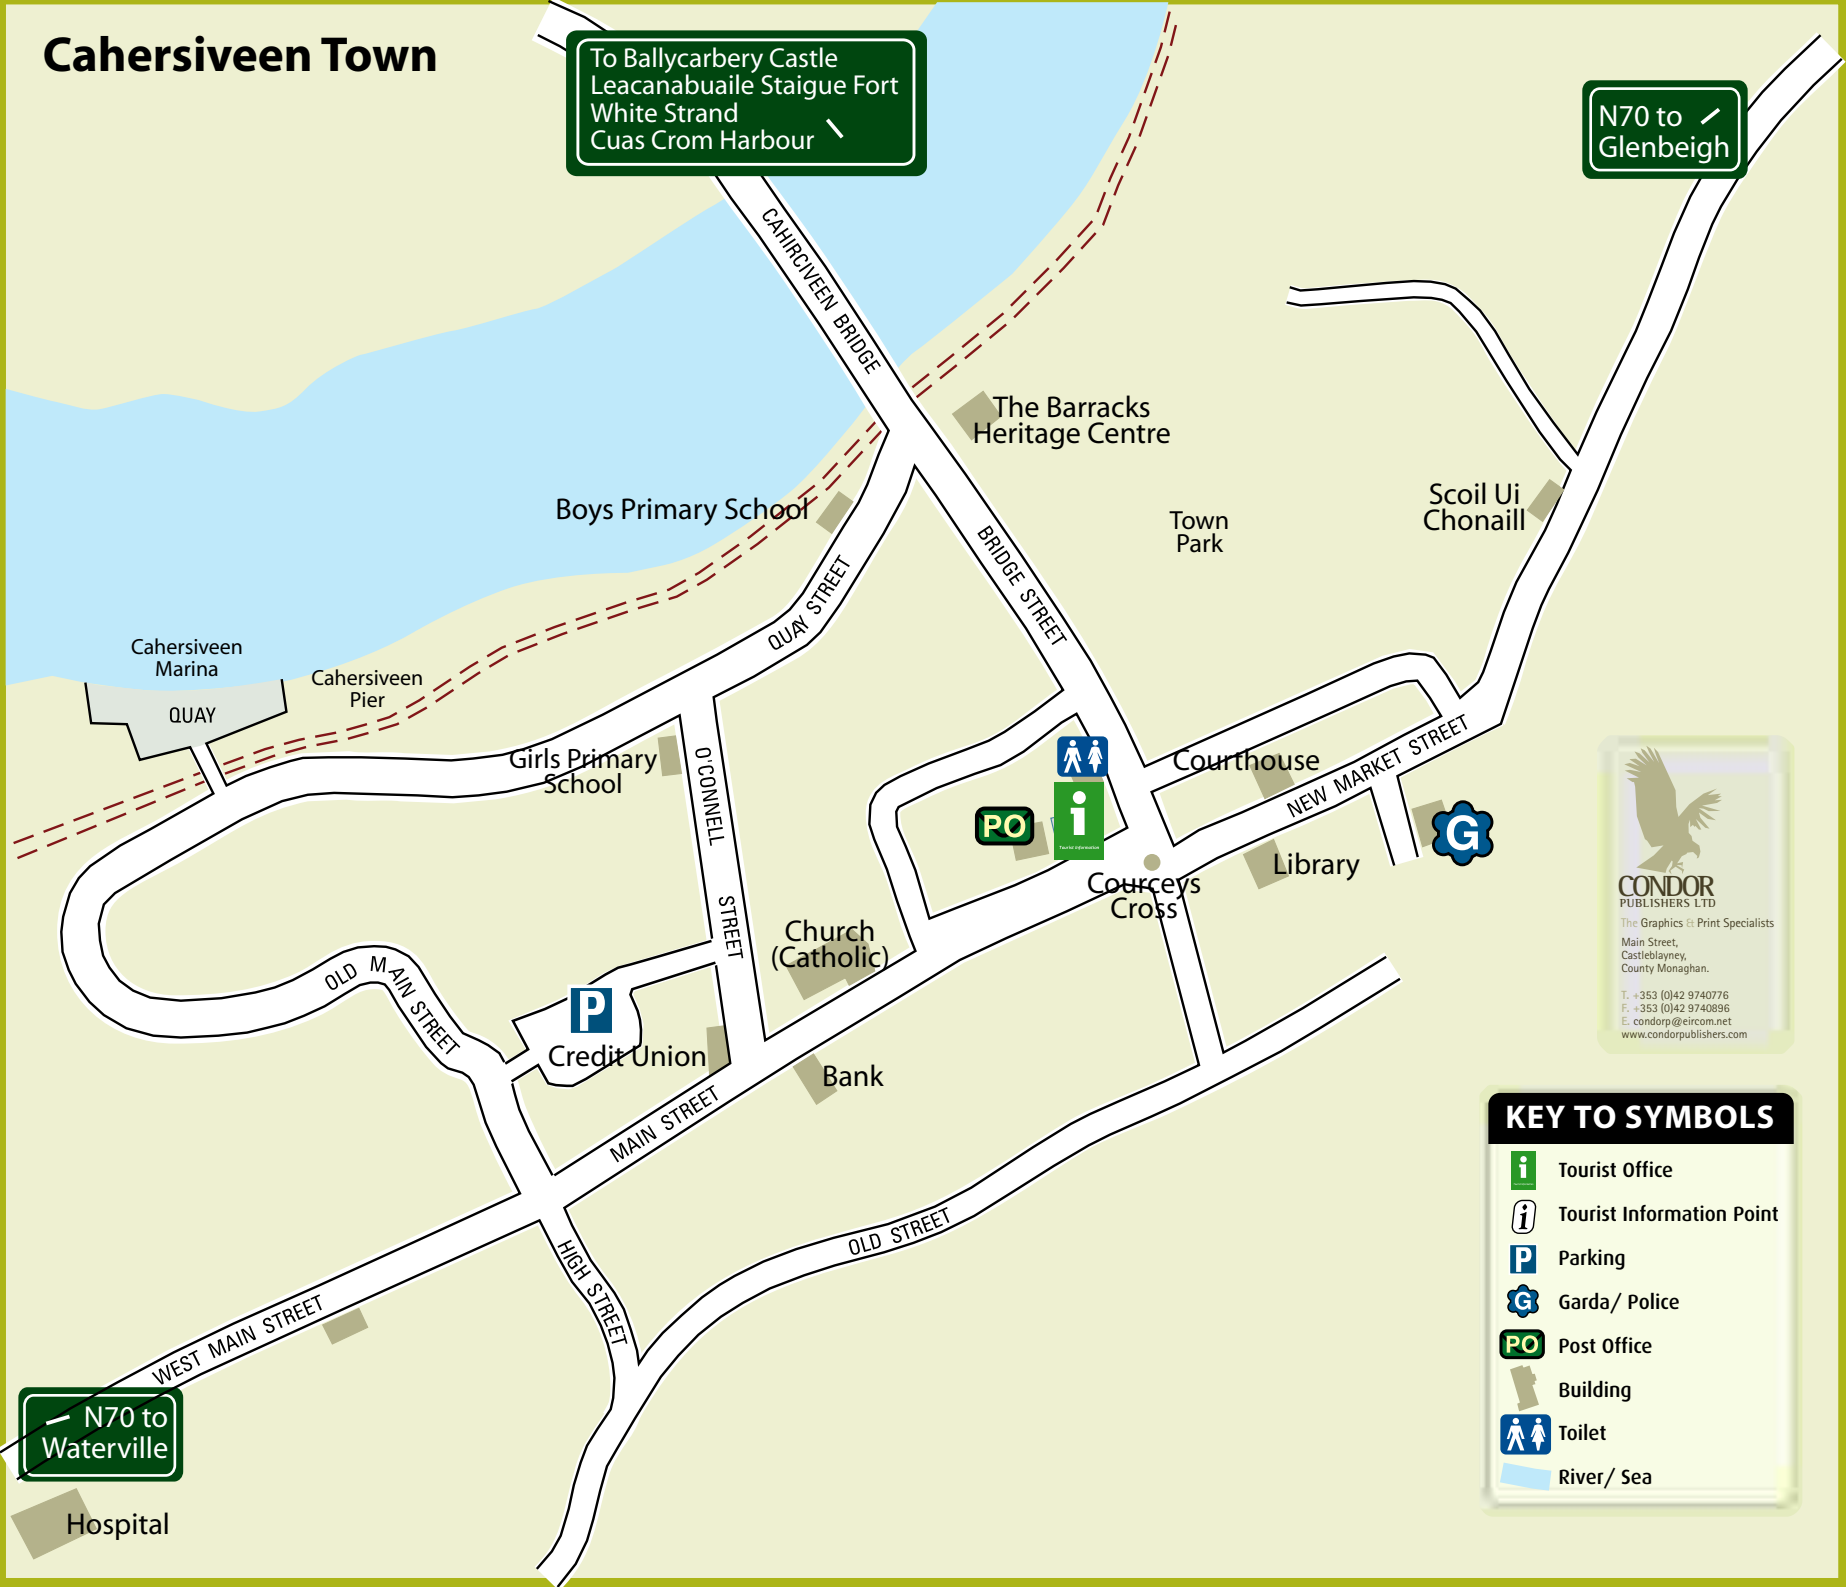 Cahersiveen Town
To Ballycarbery Castle
Leacanabuaile Staigue Fort
White Strand
Cuas Crom Harbour
N70 to
Glenbeigh
CAHIRCIVEEN BRIDGE
The Barracks
Heritage Centre
Boys Primary School
Scoil Ui
Chonaill
Town
Park
BRIDGE STREET
QUAY STREET
Cahersiveen
Marina
Cahersiveen
Pier
QUAY
Girls Primary
School
O'CONNELL STREET
Courthouse
NEW MARKET STREET
PO
i
Tourist Information
G
Library
Courceys
Cross
Church
(Catholic)
OLD MAIN STREET
P
Credit Union
Bank
MAIN STREET
OLD STREET
HIGH STREET
WEST MAIN STREET
N70 to
Waterville
Hospital
CONDOR
PUBLISHERS LTD
The Graphics & Print Specialists
Main Street,
Castleblayney,
County Monaghan.
T. +353 (0)42 9740776
F. +353 (0)42 9740896
E. condorp@eircom.net
www.condorpublishers.com
KEY TO SYMBOLS
i Tourist Office
i Tourist Information Point
P Parking
G Garda/ Police
PO Post Office
Building
Toilet
River/ Sea